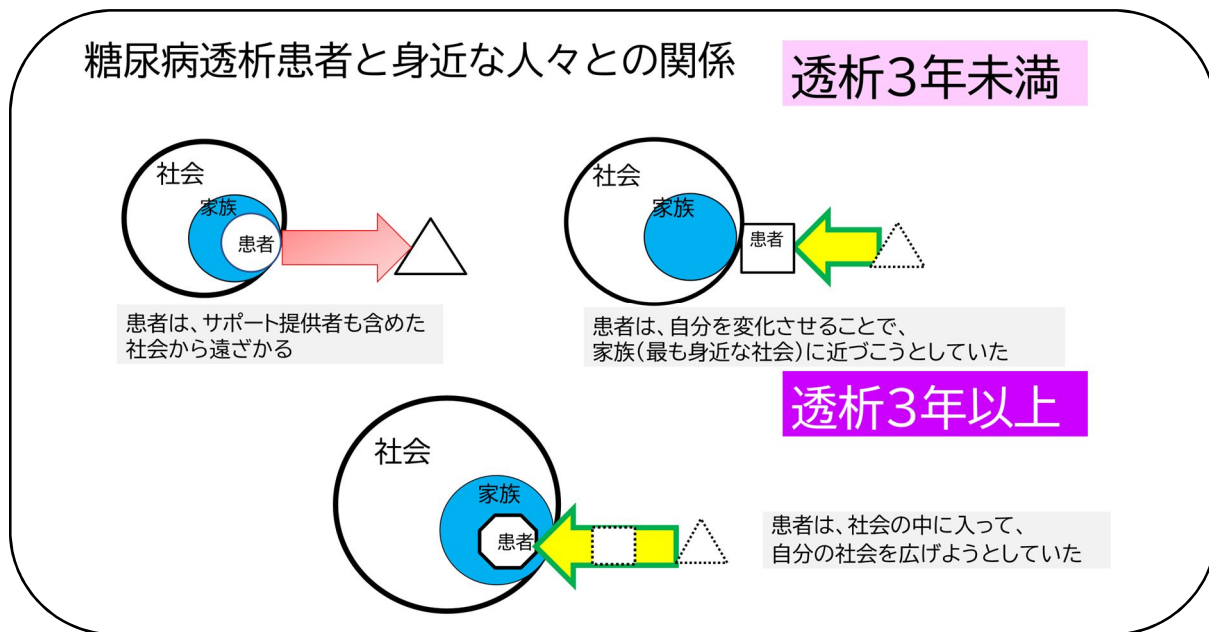 糖尿病透析患者と身近な人々との関係
透析3年未満
社会
家族
患者
患者は、サポート提供者も含めた
社会から遠ざかる
社会
家族
患者
患者は、自分を変化させることで、
家族(最も身近な社会)に近づこうとしていた
透析3年以上
社会
家族
患者
患者は、社会の中に入って、
自分の社会を広げようとしていた